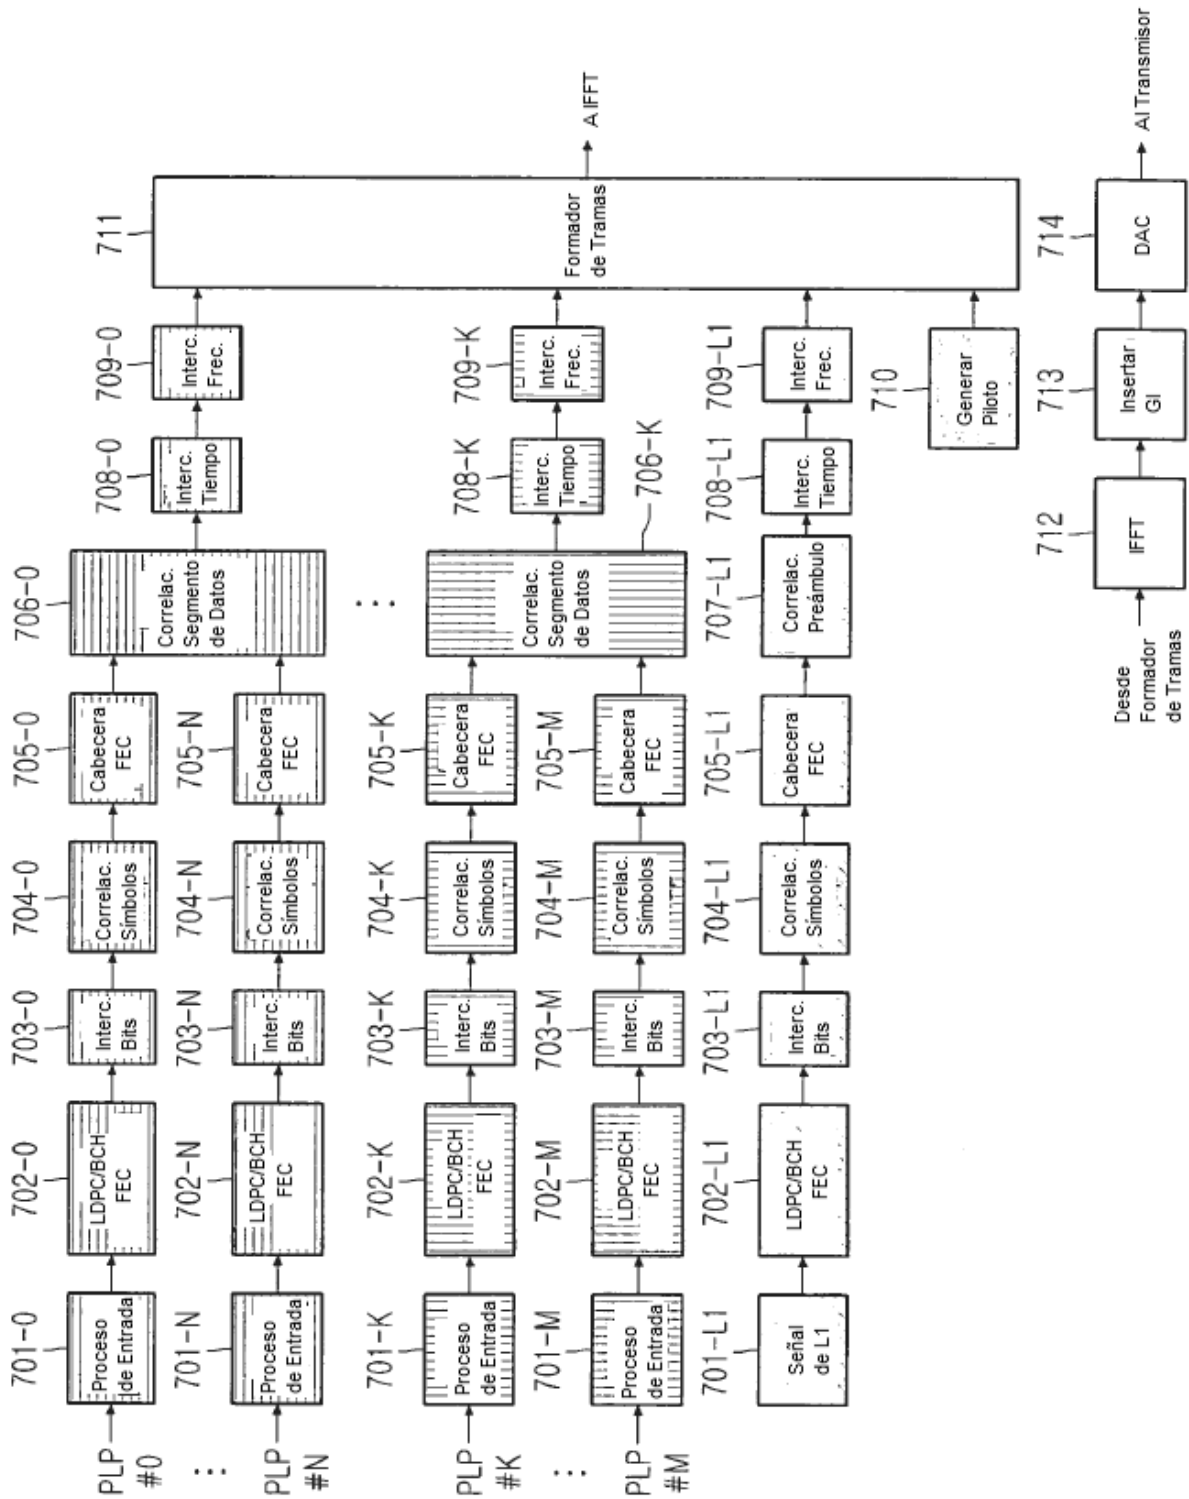 PLP
#0
701-0
Proceso
de Entrada
702-0
LDPC/BCH
FEC
703-0
Interc.
Bits
704-0
Correlac.
Símbolos
705-0
Cabecera
FEC
706-0
Correlac.
Segmento
de Datos
708-0
Interc.
Tiempo
709-0
Interc.
Frec.
711
Formador
de Tramas
A IFFT
...
PLP
#N
701-N
Proceso
de Entrada
702-N
LDPC/BCH
FEC
703-N
Interc.
Bits
704-N
Correlac.
Símbolos
705-N
Cabecera
FEC
...
PLP
#K
701-K
Proceso
de Entrada
702-K
LDPC/BCH
FEC
703-K
Interc.
Bits
704-K
Correlac.
Símbolos
705-K
Cabecera
FEC
Correlac.
Segmento
de Datos
706-K
708-K
Interc.
Tiempo
709-K
Interc.
Frec.
...
PLP
#M
701-M
Proceso
de Entrada
702-M
LDPC/BCH
FEC
703-M
Interc.
Bits
704-M
Correlac.
Símbolos
705-M
Cabecera
FEC
701-L1
Señal
de L1
702-L1
LDPC/BCH
FEC
703-L1
Interc.
Bits
704-L1
Correlac.
Símbolos
705-L1
Cabecera
FEC
707-L1
Correlac.
Preámbulo
708-L1
Interc.
Tiempo
709-L1
Interc.
Frec.
710
Generar
Piloto
Desde
Formador
de Tramas
712
IFFT
713
Insertar
GI
714
DAC
Al Transmisor